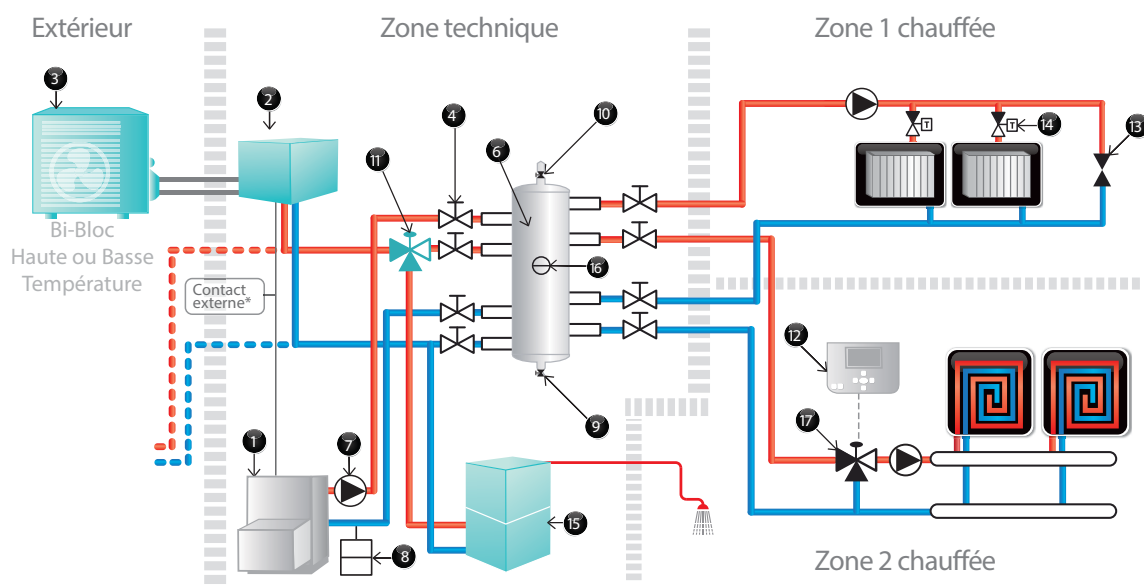 Extérieur
Zone technique
Zone 1 chauffée
3
2
4
10
6
11
14
13
T
T
Bi-Bloc
Haute ou Basse
Température
Contact
externe*
16
12
9
17
1
7
15
8
Zone 2 chauffée